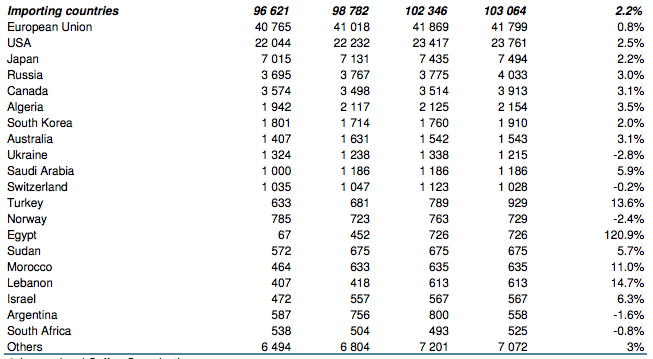 Importing countries 96 621 98 782 102 346 103 064 2.2%
European Union 40 765 41 018 41 869 41 799 0.8%
USA 22 044 22 232 23 417 23 761 2.5%
Japan 7 015 7 131 7 435 7 494 2.2%
Russia 3 695 3 767 3 775 4 033 3.0%
Canada 3 574 3 498 3 514 3 913 3.1%
Algeria 1 942 2 117 2 125 2 154 3.5%
South Korea 1 801 1 714 1 760 1 910 2.0%
Australia 1 407 1 631 1 542 1 543 3.1%
Ukraine 1 324 1 238 1 338 1 215 -2.8%
Saudi Arabia 1 000 1 186 1 186 1 186 5.9%
Switzerland 1 035 1 047 1 123 1 028 -0.2%
Turkey 633 681 789 929 13.6%
Norway 785 723 763 729 -2.4%
Egypt 67 452 726 726 120.9%
Sudan 572 675 675 675 5.7%
Morocco 464 633 635 635 11.0%
Lebanon 407 418 613 613 14.7%
Israel 472 557 567 567 6.3%
Argentina 587 756 800 558 -1.6%
South Africa 538 504 493 525 -0.8%
Others 6 494 6 804 7 201 7 072 3%